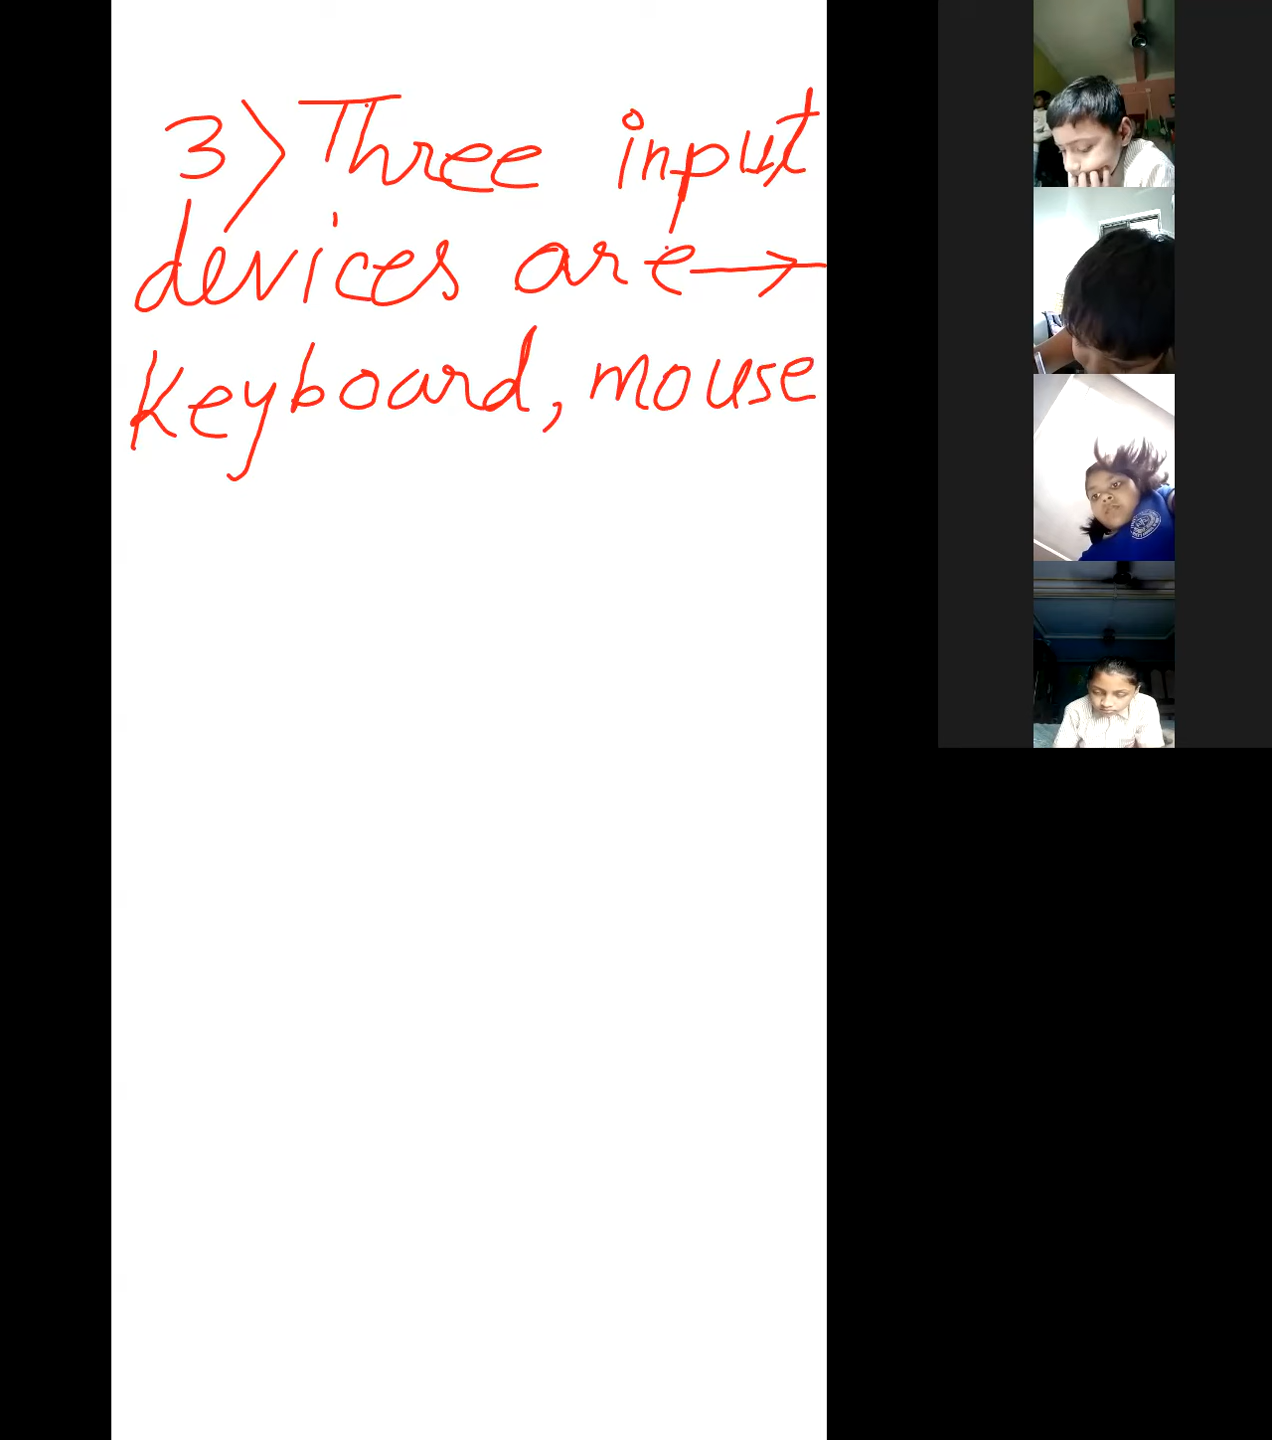 3) Three input
devices are →
keyboard, mouse